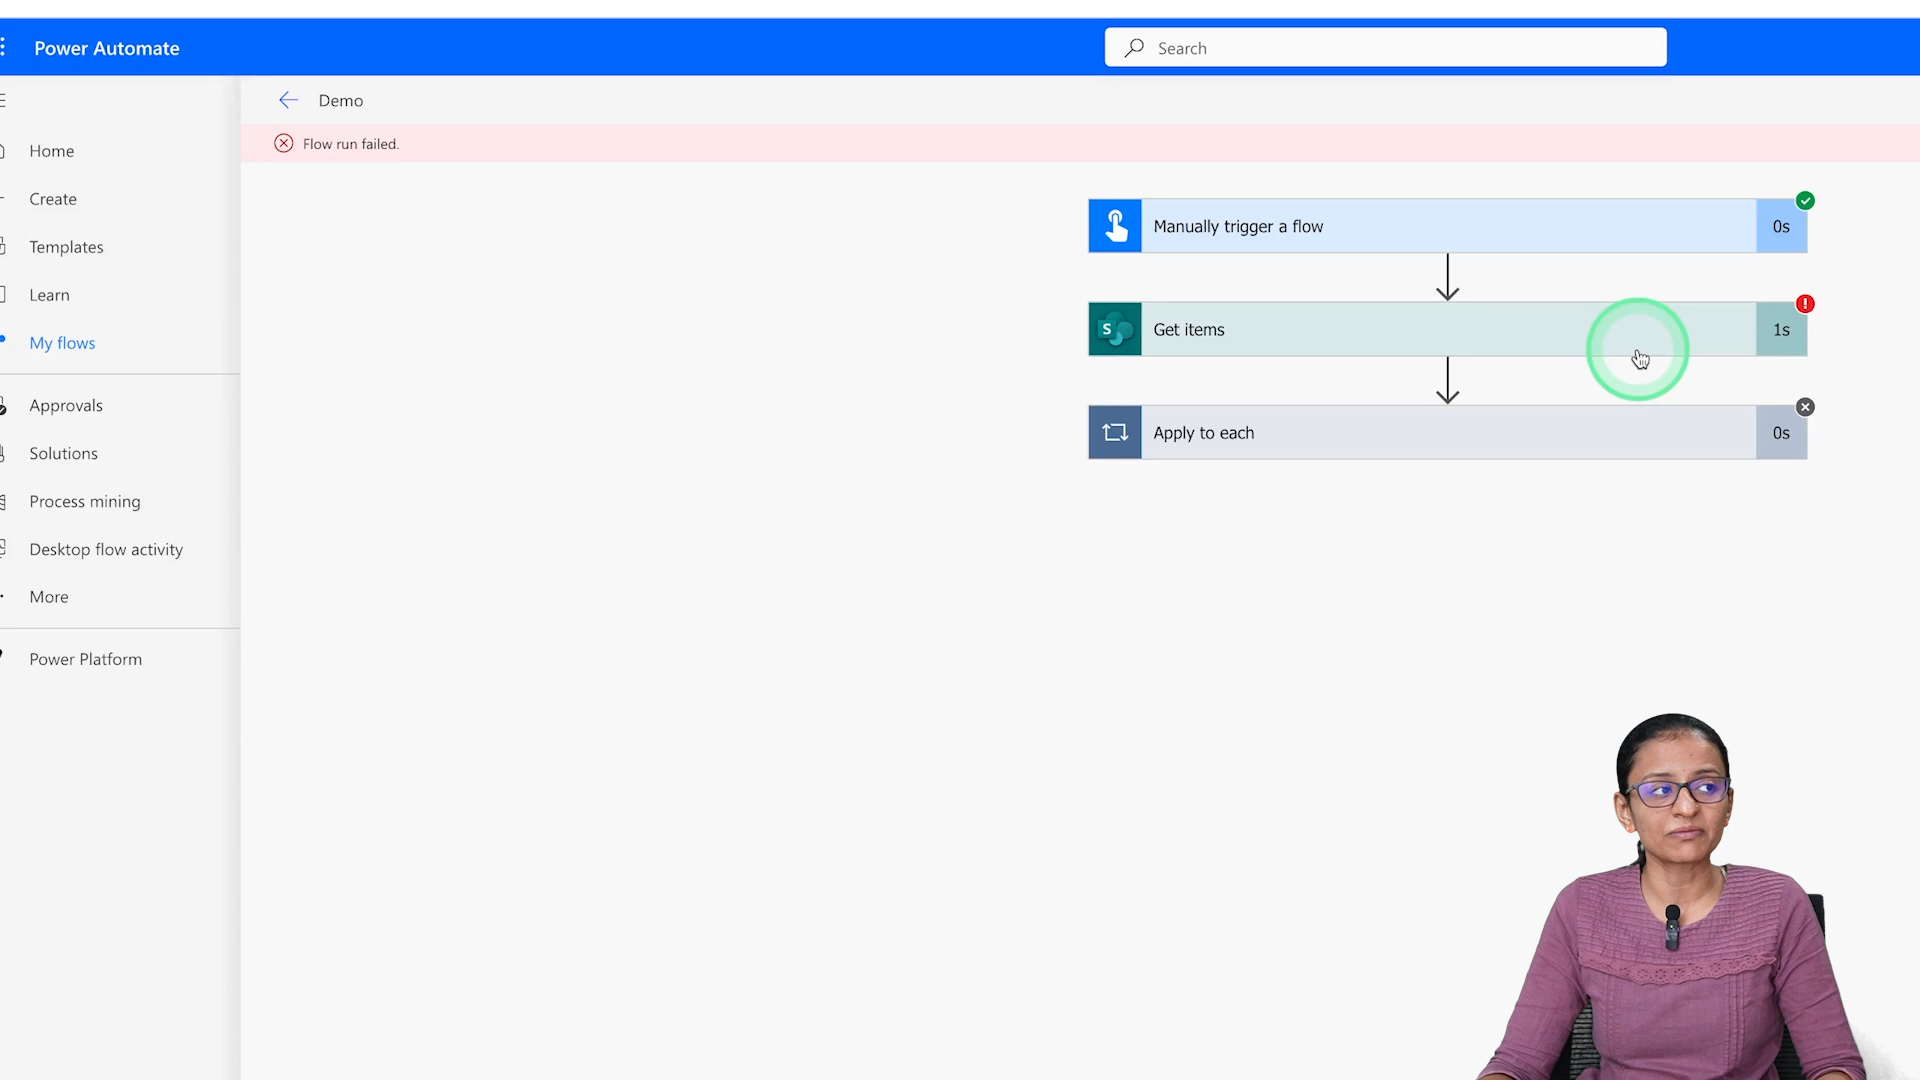 Power Automate
Search
Demo
Flow run failed.
Home
Create
Templates
Learn
My flows
Approvals
Solutions
Process mining
Desktop flow activity
More
Power Platform
Manually trigger a flow
0s
S
Get items
1s
Apply to each
0s